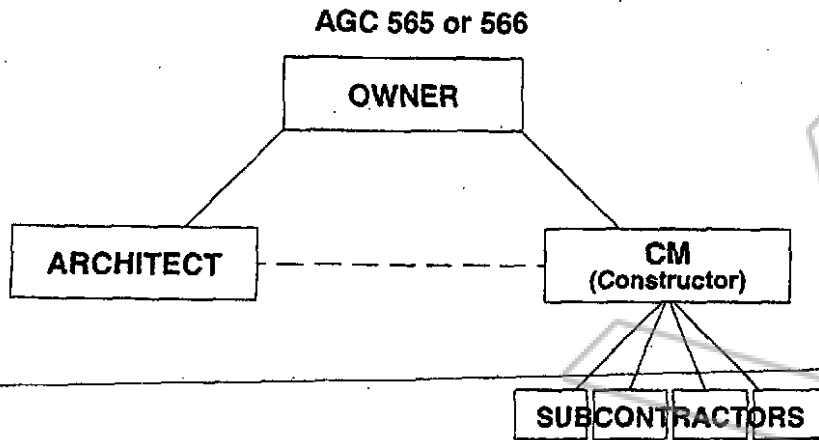 AGC 565 or 566
OWNER
ARCHITECT
CM
(Constructor)
SUBCONTRACTORS